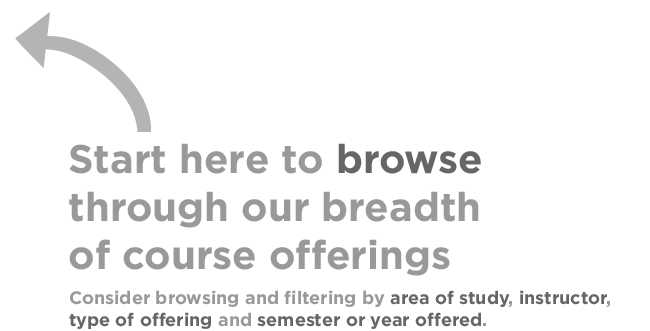 Start here to browse
through our breadth
of course offerings
Consider browsing and filtering by area of study, instructor,
type of offering and semester or year offered.